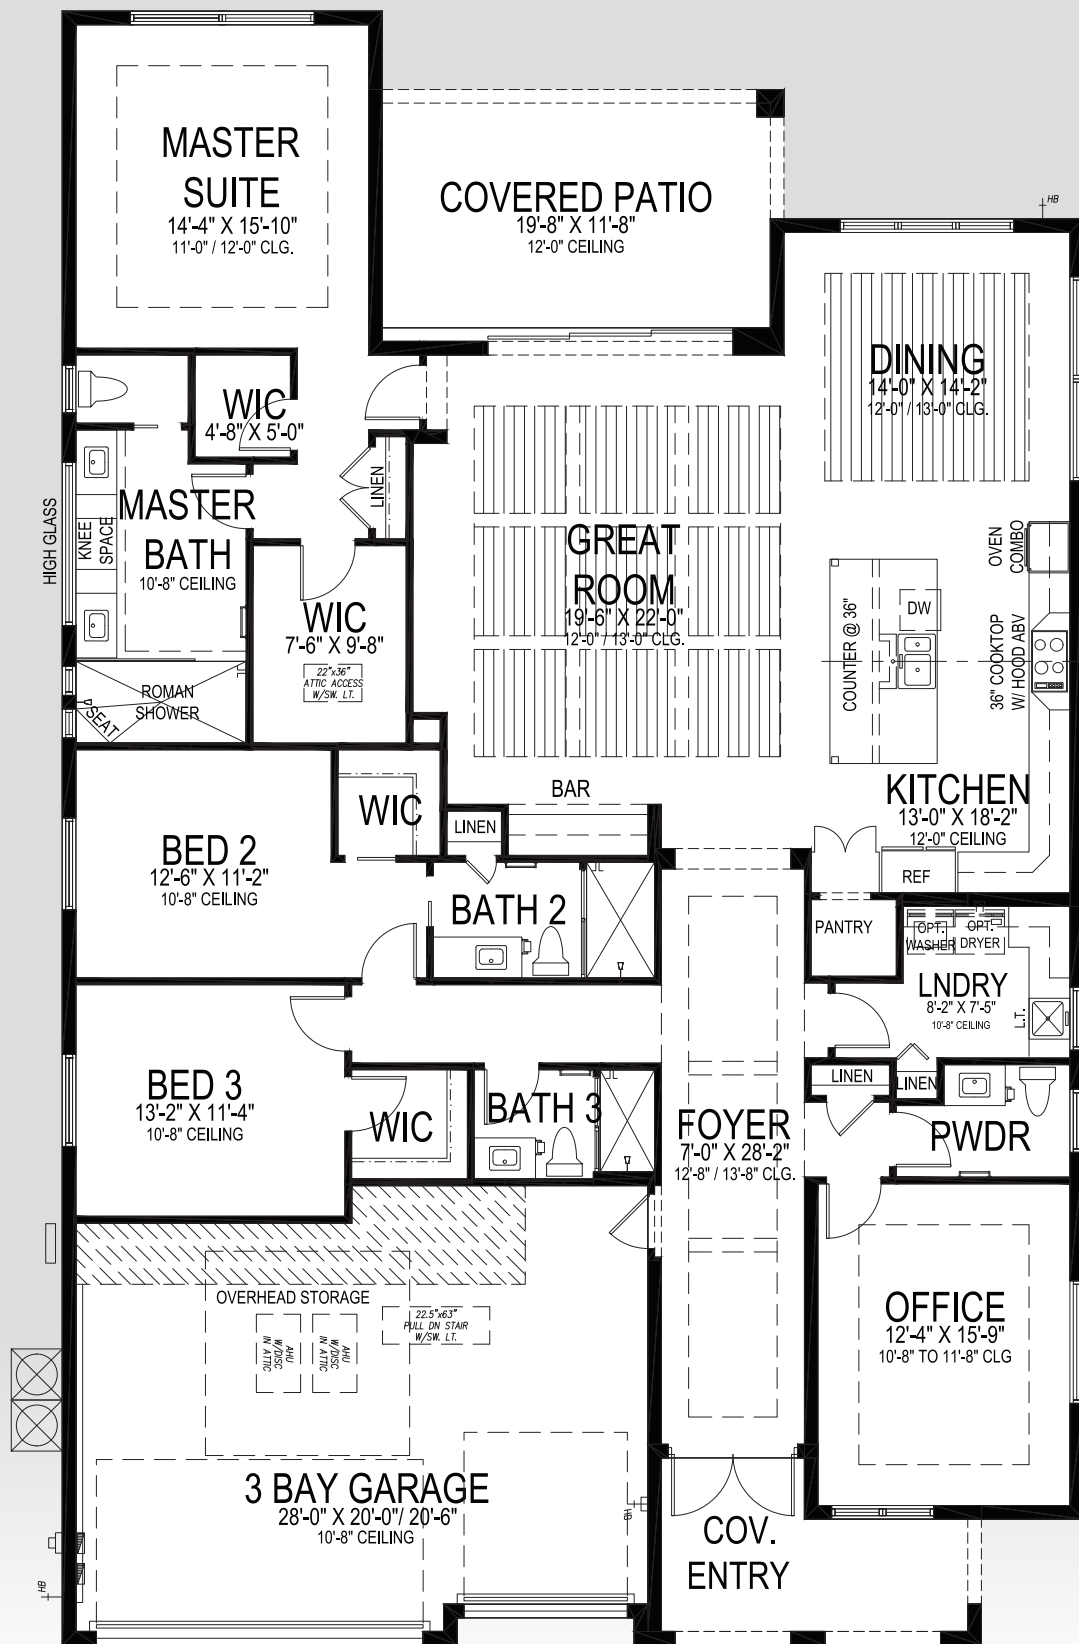 MASTER
SUITE
14'-4" X 15'-10"
11'-0" / 12'-0" CLG.
COVERED PATIO
19'-8" X 11'-8"
12'-0" CEILING
HB
DINING
14'-0" X 14'-2"
12'-0" / 13'-0" CLG.
WIC
4'-8" X 5'-0"
LINEN
HIGH GLASS
KNEE
SPACE
MASTER
BATH
10'-8" CEILING
GREAT
ROOM
19'-6" X 22'-0"
12'-0" / 13'-0" CLG.
OVEN
COMBO
DW
COUNTER @ 36"
36" COOKTOP
W/ HOOD ABV
WIC
7'-6" X 9'-8"
22"x36"
ATTIC ACCESS
W/SW. LT.
ROMAN
SHOWER
SEAT
BAR
KITCHEN
13'-0" X 18'-2"
12'-0" CEILING
WIC
LINEN
REF
BED 2
12'-6" X 11'-2"
10'-8" CEILING
BATH 2
PANTRY
OPT.
WASHER
OPT.
DRYER
LNDRY
8'-2" X 7'-5"
10'-8" CEILING
L.T.
BED 3
13'-2" X 11'-4"
10'-8" CEILING
WIC
BATH 3
FOYER
7'-0" X 28'-2"
12'-8" / 13'-8" CLG.
LINEN
LINEN
PWDR
OVERHEAD STORAGE
22.5"x63"
PULL DN STAIR
W/SW. LT.
AHU
W/DISC
IN ATTIC
AHU
W/DISC
IN ATTIC
OFFICE
12'-4" X 15'-9"
10'-8" TO 11'-8" CLG
3 BAY GARAGE
28'-0" X 20'-0"/ 20'-6"
10'-8" CEILING
HB
COV.
ENTRY
HB